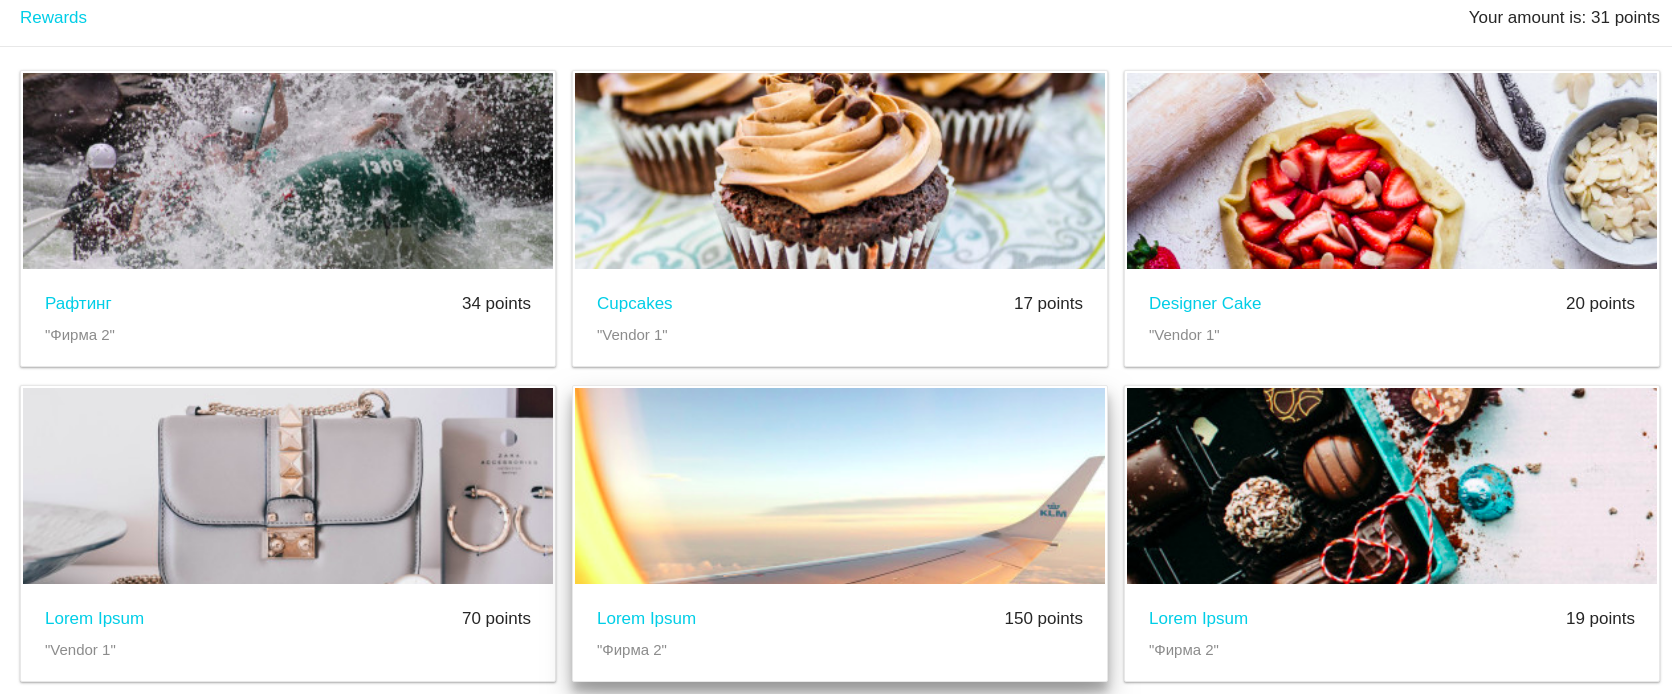 Rewards
Your amount is: 31 points
1309
Рафтинг
34 points
"Фирма 2"
Cupcakes
17 points
"Vendor 1"
Designer Cake
20 points
"Vendor 1"
ZARA
ACCESSORIES
KLM
Lorem Ipsum
70 points
"Vendor 1"
Lorem Ipsum
150 points
"Фирма 2"
Lorem Ipsum
19 points
"Фирма 2"